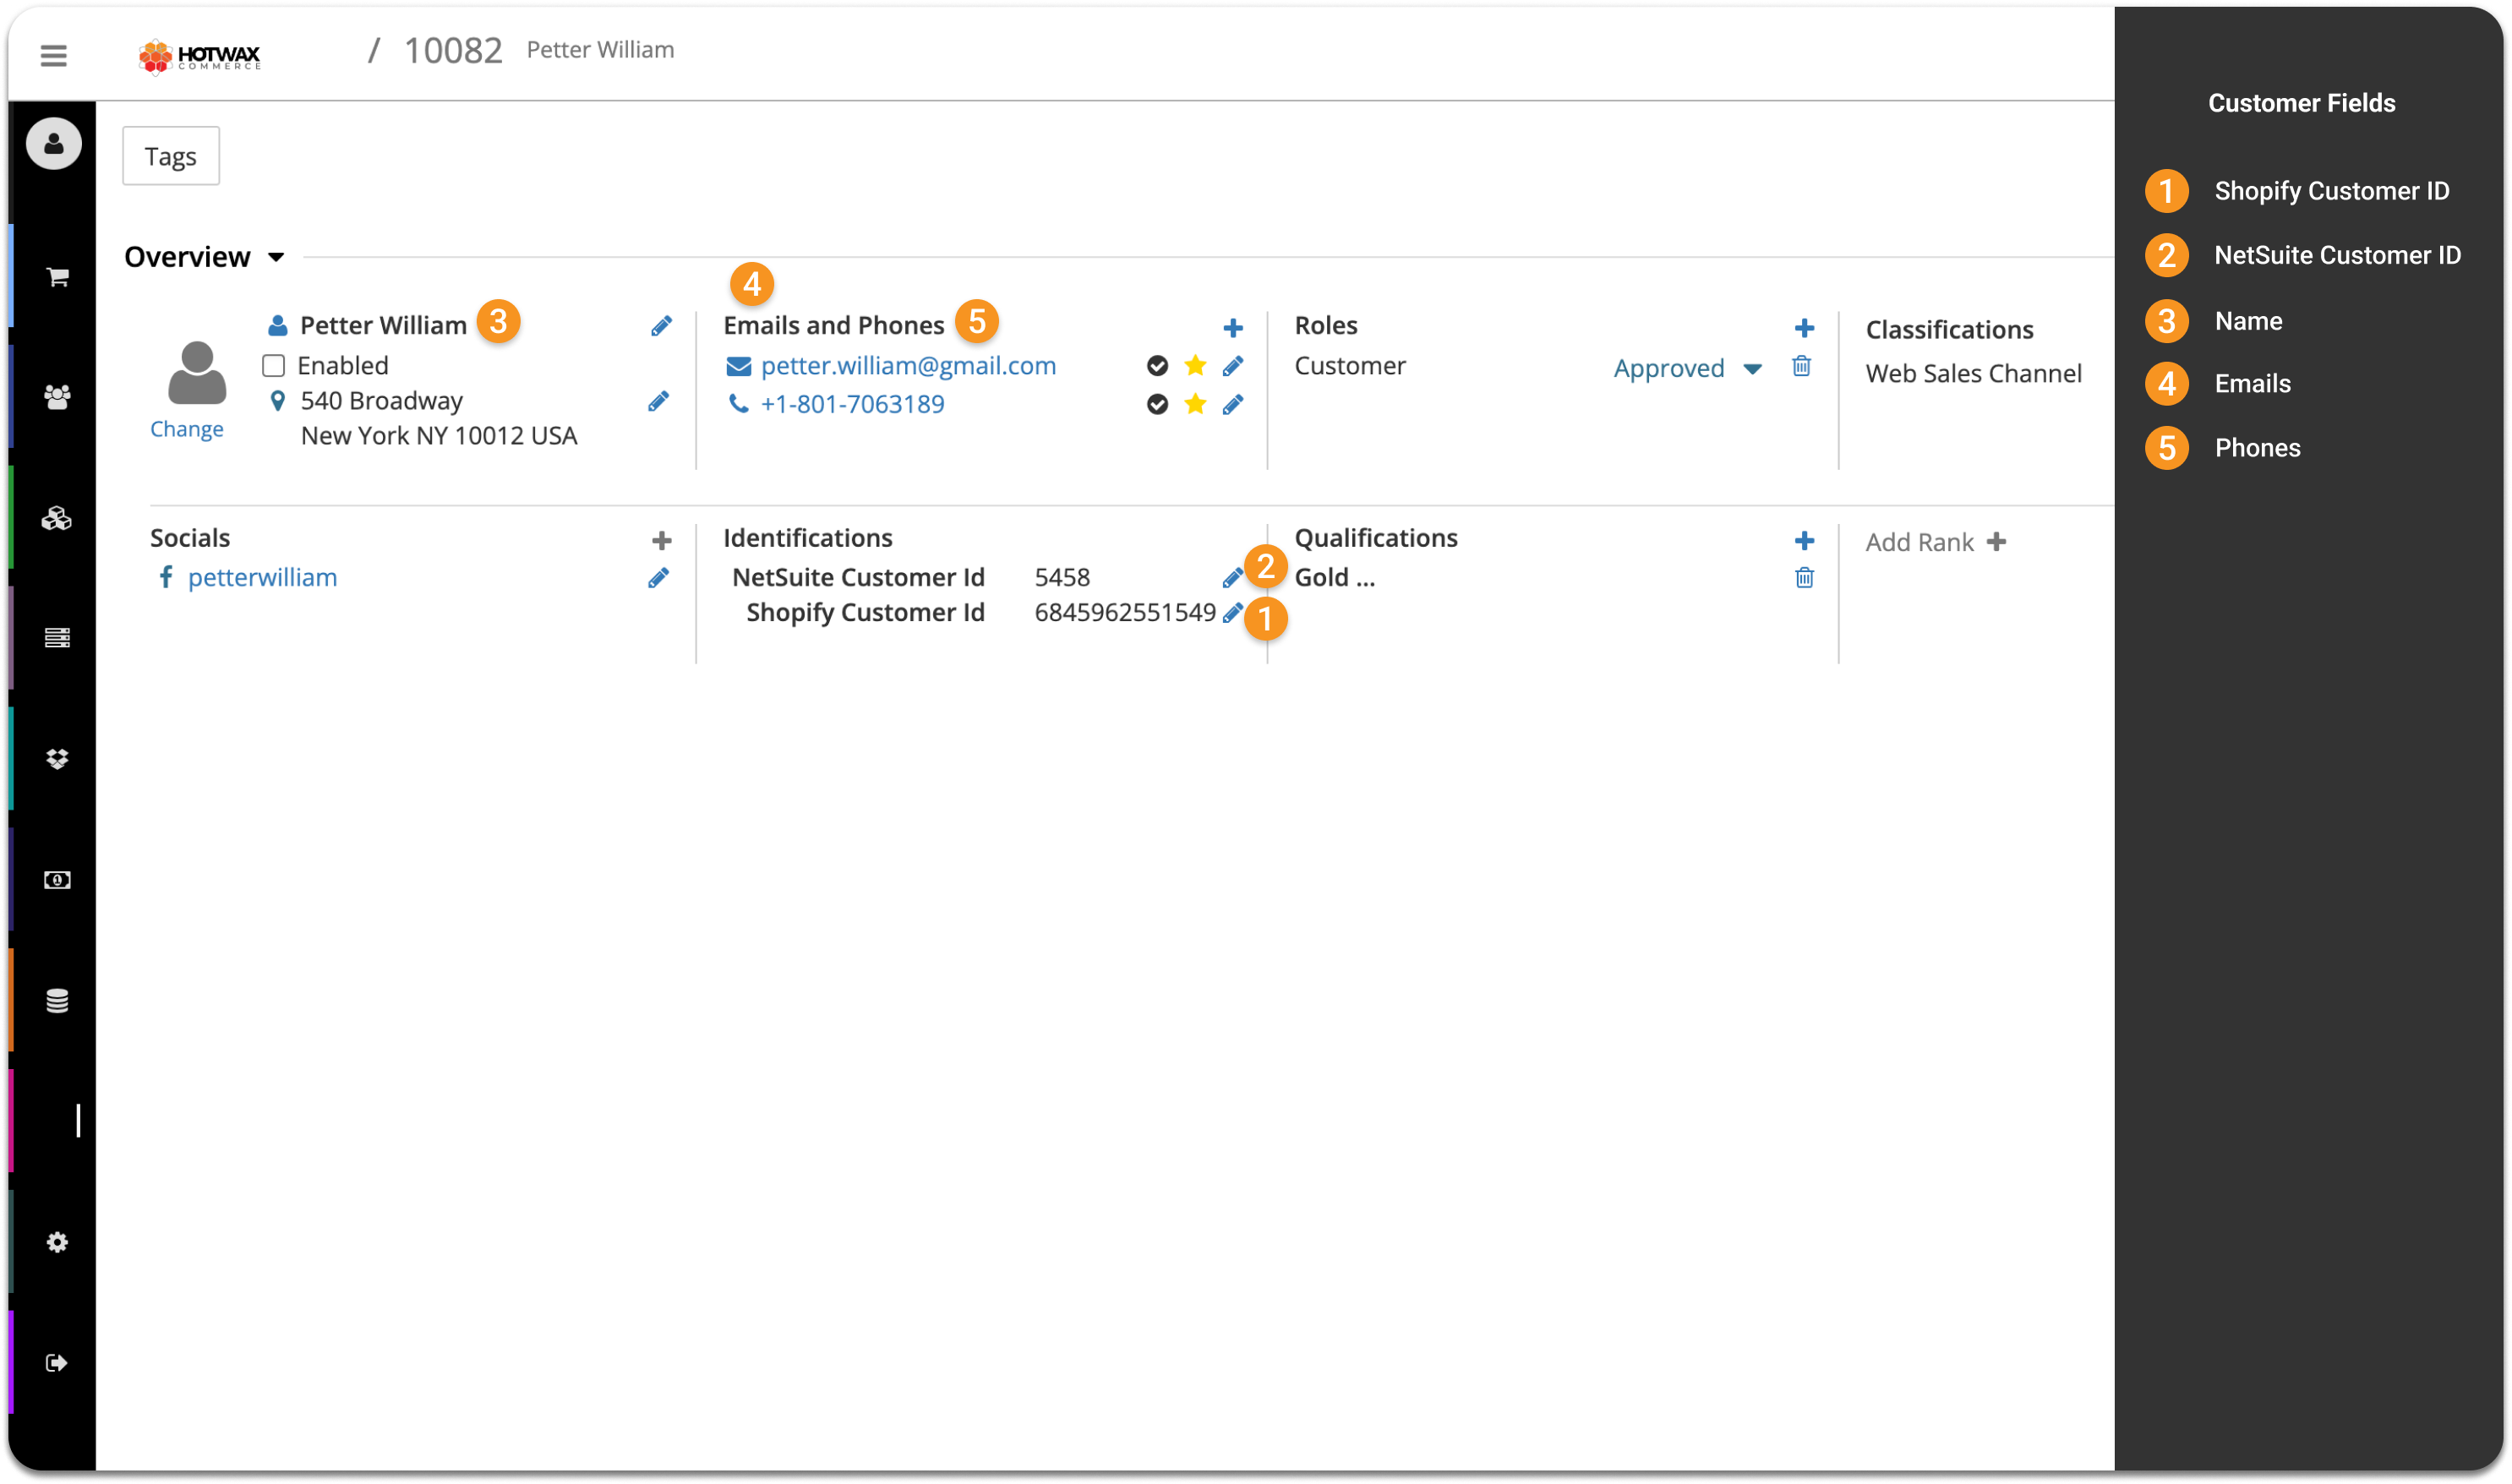 HOTWAX
COMMERCE
/ 10082 Petter William
Tags
Overview
4
Petter William 3
Enabled
540 Broadway
New York NY 10012 USA
Change
Emails and Phones 5
petter.william@gmail.com
+1-801-7063189
Roles
Customer Approved
Classifications
Web Sales Channel
Socials
petterwilliam
Identifications
NetSuite Customer Id 5458 2
Shopify Customer Id 6845962551549 1
Qualifications
Gold ...
Add Rank
Customer Fields
1 Shopify Customer ID
2 NetSuite Customer ID
3 Name
4 Emails
5 Phones